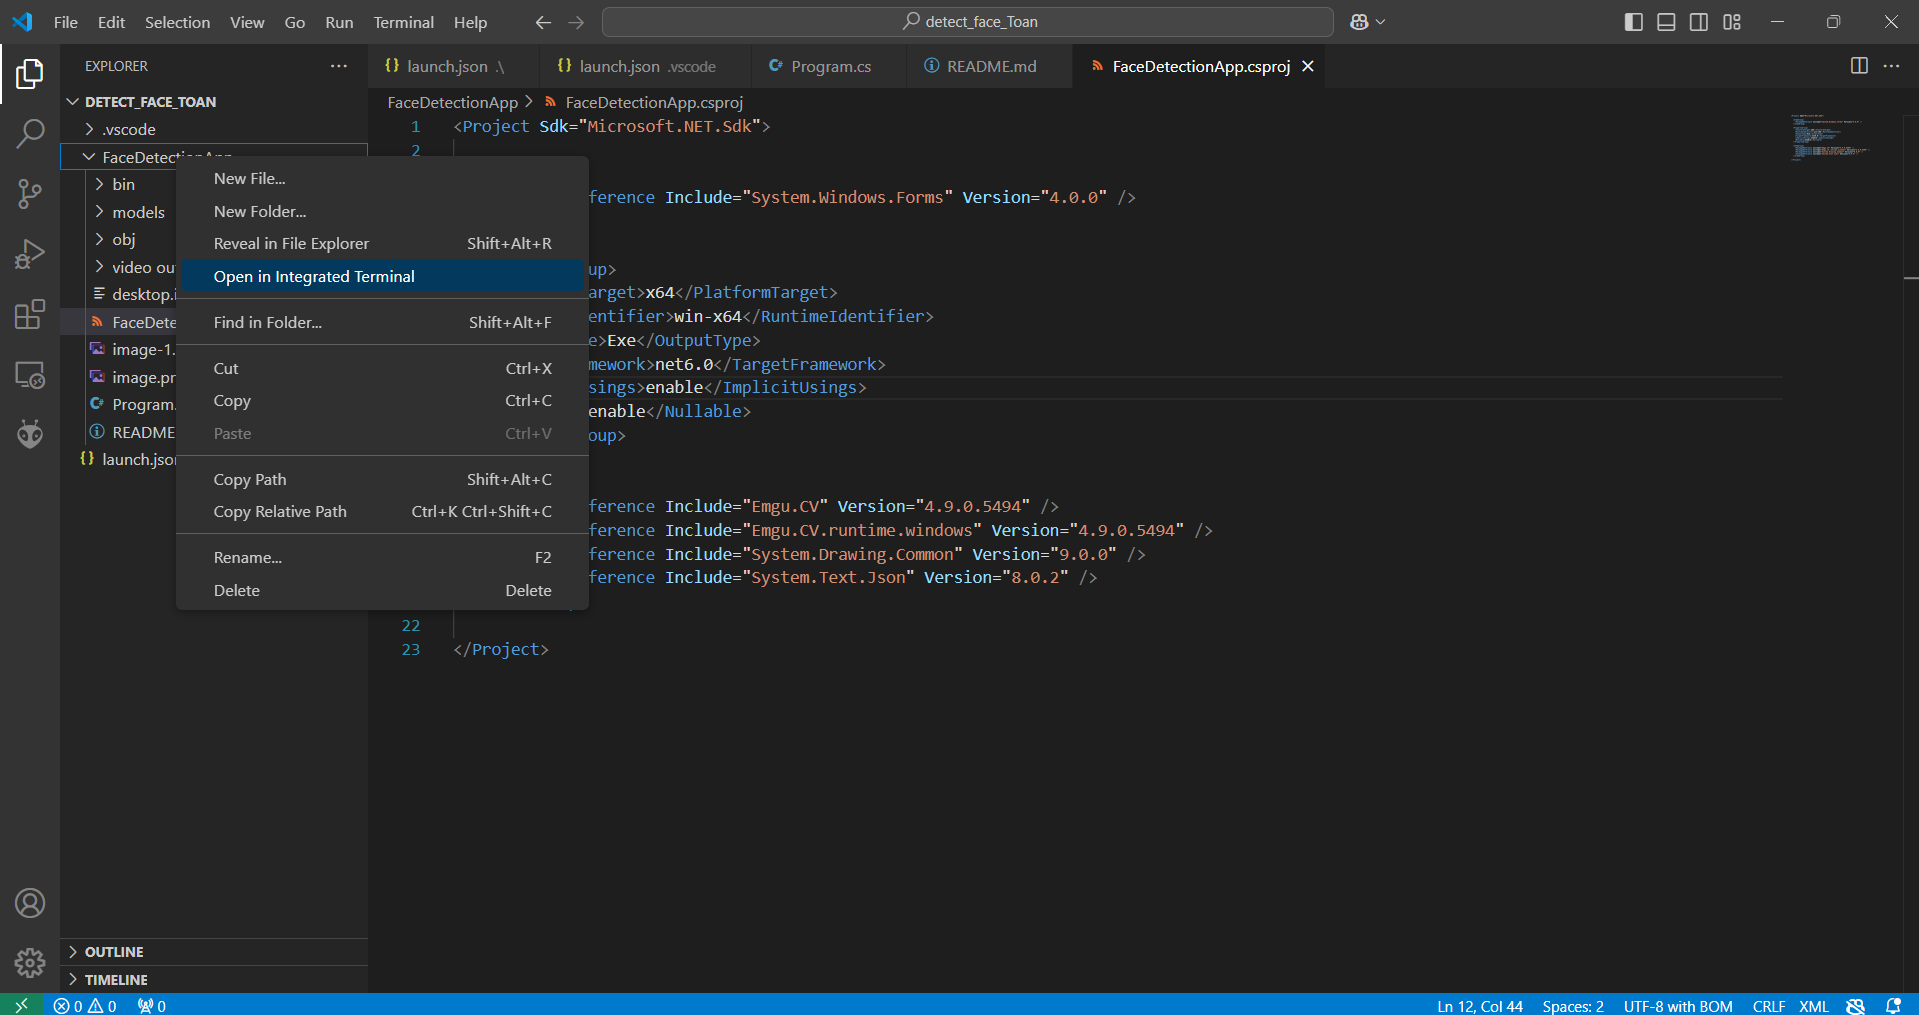 File Edit Selection View Go Run Terminal Help
detect_face_Toan
EXPLORER
launch.json .\
launch.json .vscode
Program.cs
README.md
FaceDetectionApp.csproj
DETECT_FACE_TOAN
FaceDetectionApp > FaceDetectionApp.csproj
.vscode
1 <Project Sdk="Microsoft.NET.Sdk">
2
bin
models
obj
video ou
desktop.i
FaceDete
image-1.
image.pr
Program.
README
launch.json
New File...
New Folder...
Reveal in File Explorer Shift+Alt+R
Open in Integrated Terminal
Find in Folder... Shift+Alt+F
Cut Ctrl+X
Copy Ctrl+C
Paste Ctrl+V
Copy Path Shift+Alt+C
Copy Relative Path Ctrl+K Ctrl+Shift+C
Rename... F2
Delete Delete
ference Include="System.Windows.Forms" Version="4.0.0" />
up>
arget>x64</PlatformTarget>
entifier>win-x64</RuntimeIdentifier>
e>Exe</OutputType>
mework>net6.0</TargetFramework>
sings>enable</ImplicitUsings>
enable</Nullable>
oup>
ference Include="Emgu.CV" Version="4.9.0.5494" />
ference Include="Emgu.CV.runtime.windows" Version="4.9.0.5494" />
ference Include="System.Drawing.Common" Version="9.0.0" />
ference Include="System.Text.Json" Version="8.0.2" />
22
23 </Project>
OUTLINE
TIMELINE
0 0 0
Ln 12, Col 44 Spaces: 2 UTF-8 with BOM CRLF XML